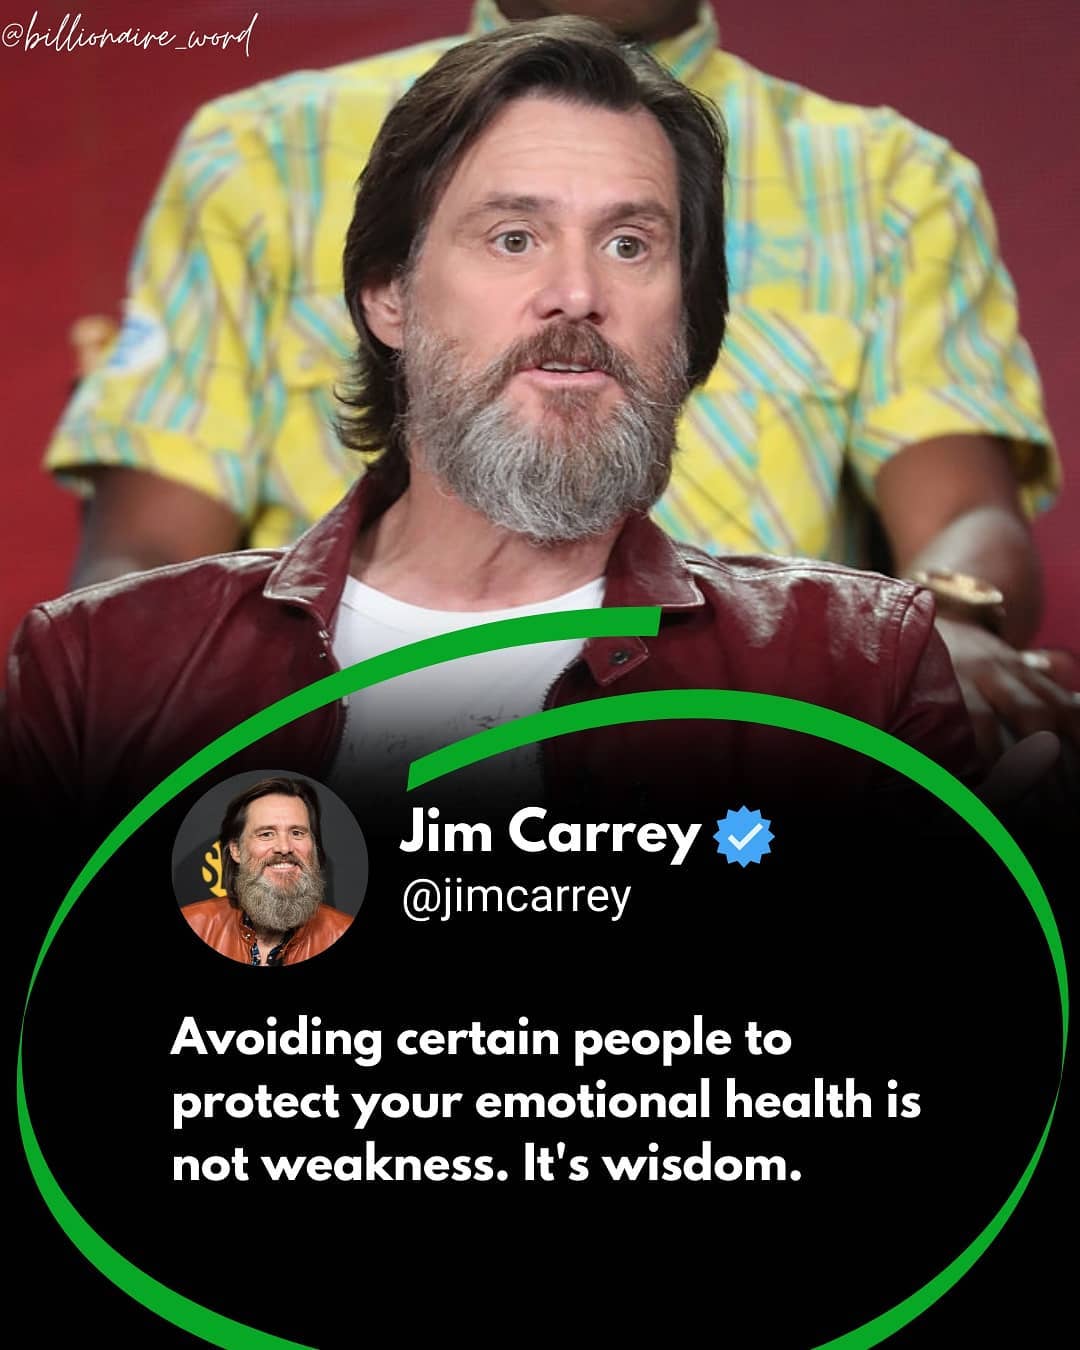 @billionaire_word
Jim Carrey
@jimcarrey
Avoiding certain people to
protect your emotional health is
not weakness. It's wisdom.